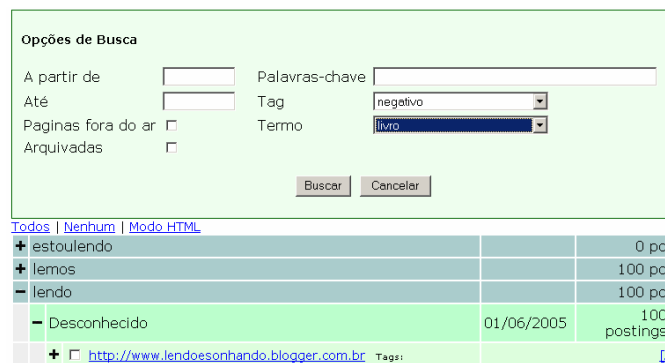 Opções de Busca
A partir de Palavras-chave
Até Tag negativo
Paginas fora do ar Termo livro
Arquivadas
Buscar Cancelar
Todos | Nenhum | Modo HTML
+ estoulendo 0 po
+ lemos 100 po
- lendo 100 po
- Desconhecido 01/06/2005 100 postings
+ http://www.lendoesonhando.blogger.com.br Tags: